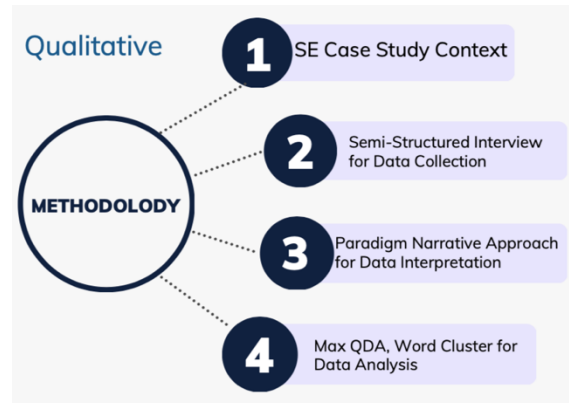 Qualitative
1
SE Case Study Context
2
Semi-Structured Interview
for Data Collection
METHODOLODY
3
Paradigm Narrative Approach
for Data Interpretation
4
Max QDA, Word Cluster for
Data Analysis